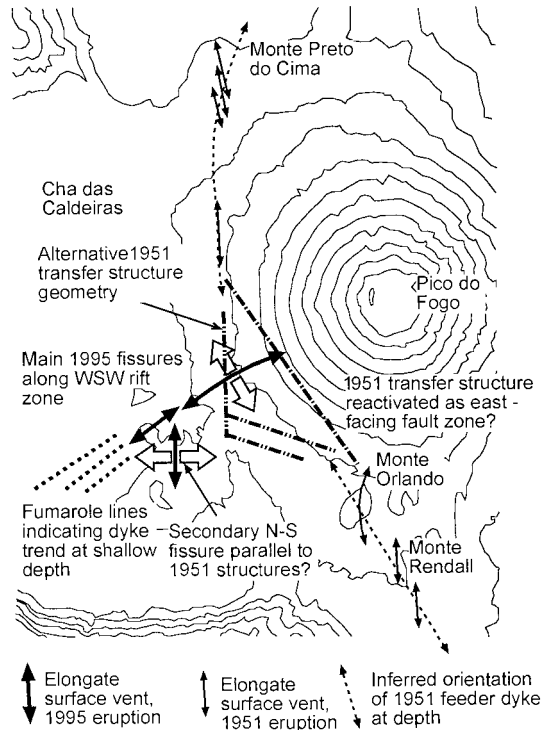 Monte Preto
do Cima
Cha das
Caldeiras
Alternative1951
transfer structure
geometry
Pico do
Fogo
Main 1995 fissures
along WSW rift
zone
1951 transfer structure
reactivated as east -
facing fault zone?
Monte
Orlando
Fumarole lines
indicating dyke
trend at shallow
depth
Secondary N-S
fissure parallel to
1951 structures?
Monte
Rendall
Elongate
surface vent,
1995 eruption
Elongate
surface vent,
1951 eruption
Inferred orientation
of 1951 feeder dyke
at depth